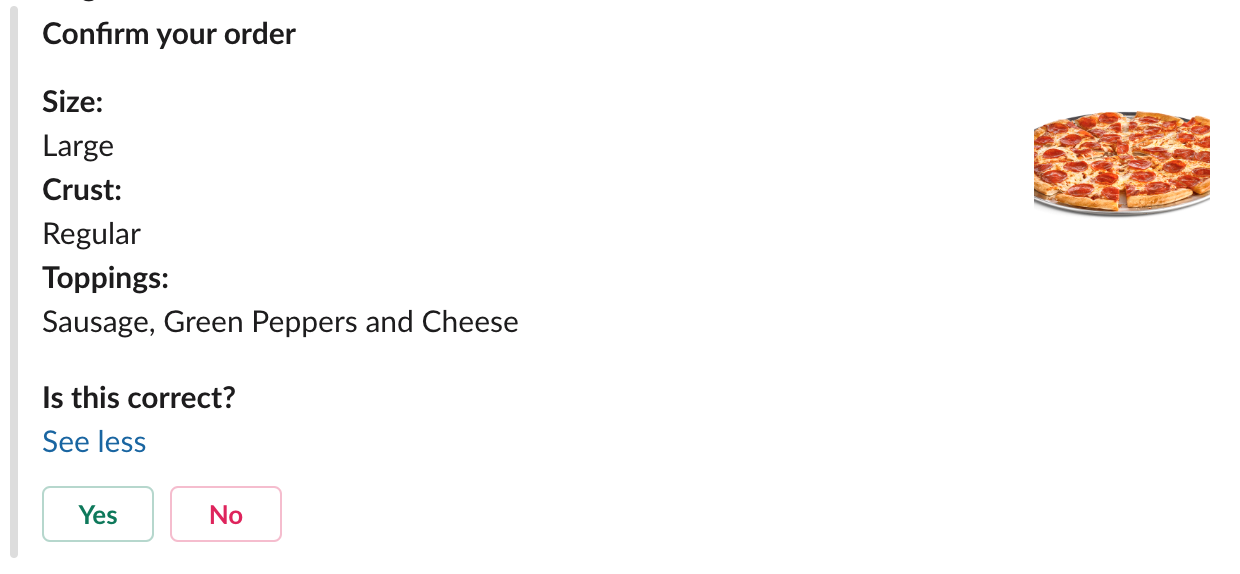 Confirm your order
Size:
Large
Crust:
Regular
Toppings:
Sausage, Green Peppers and Cheese
Is this correct?
See less
Yes
No